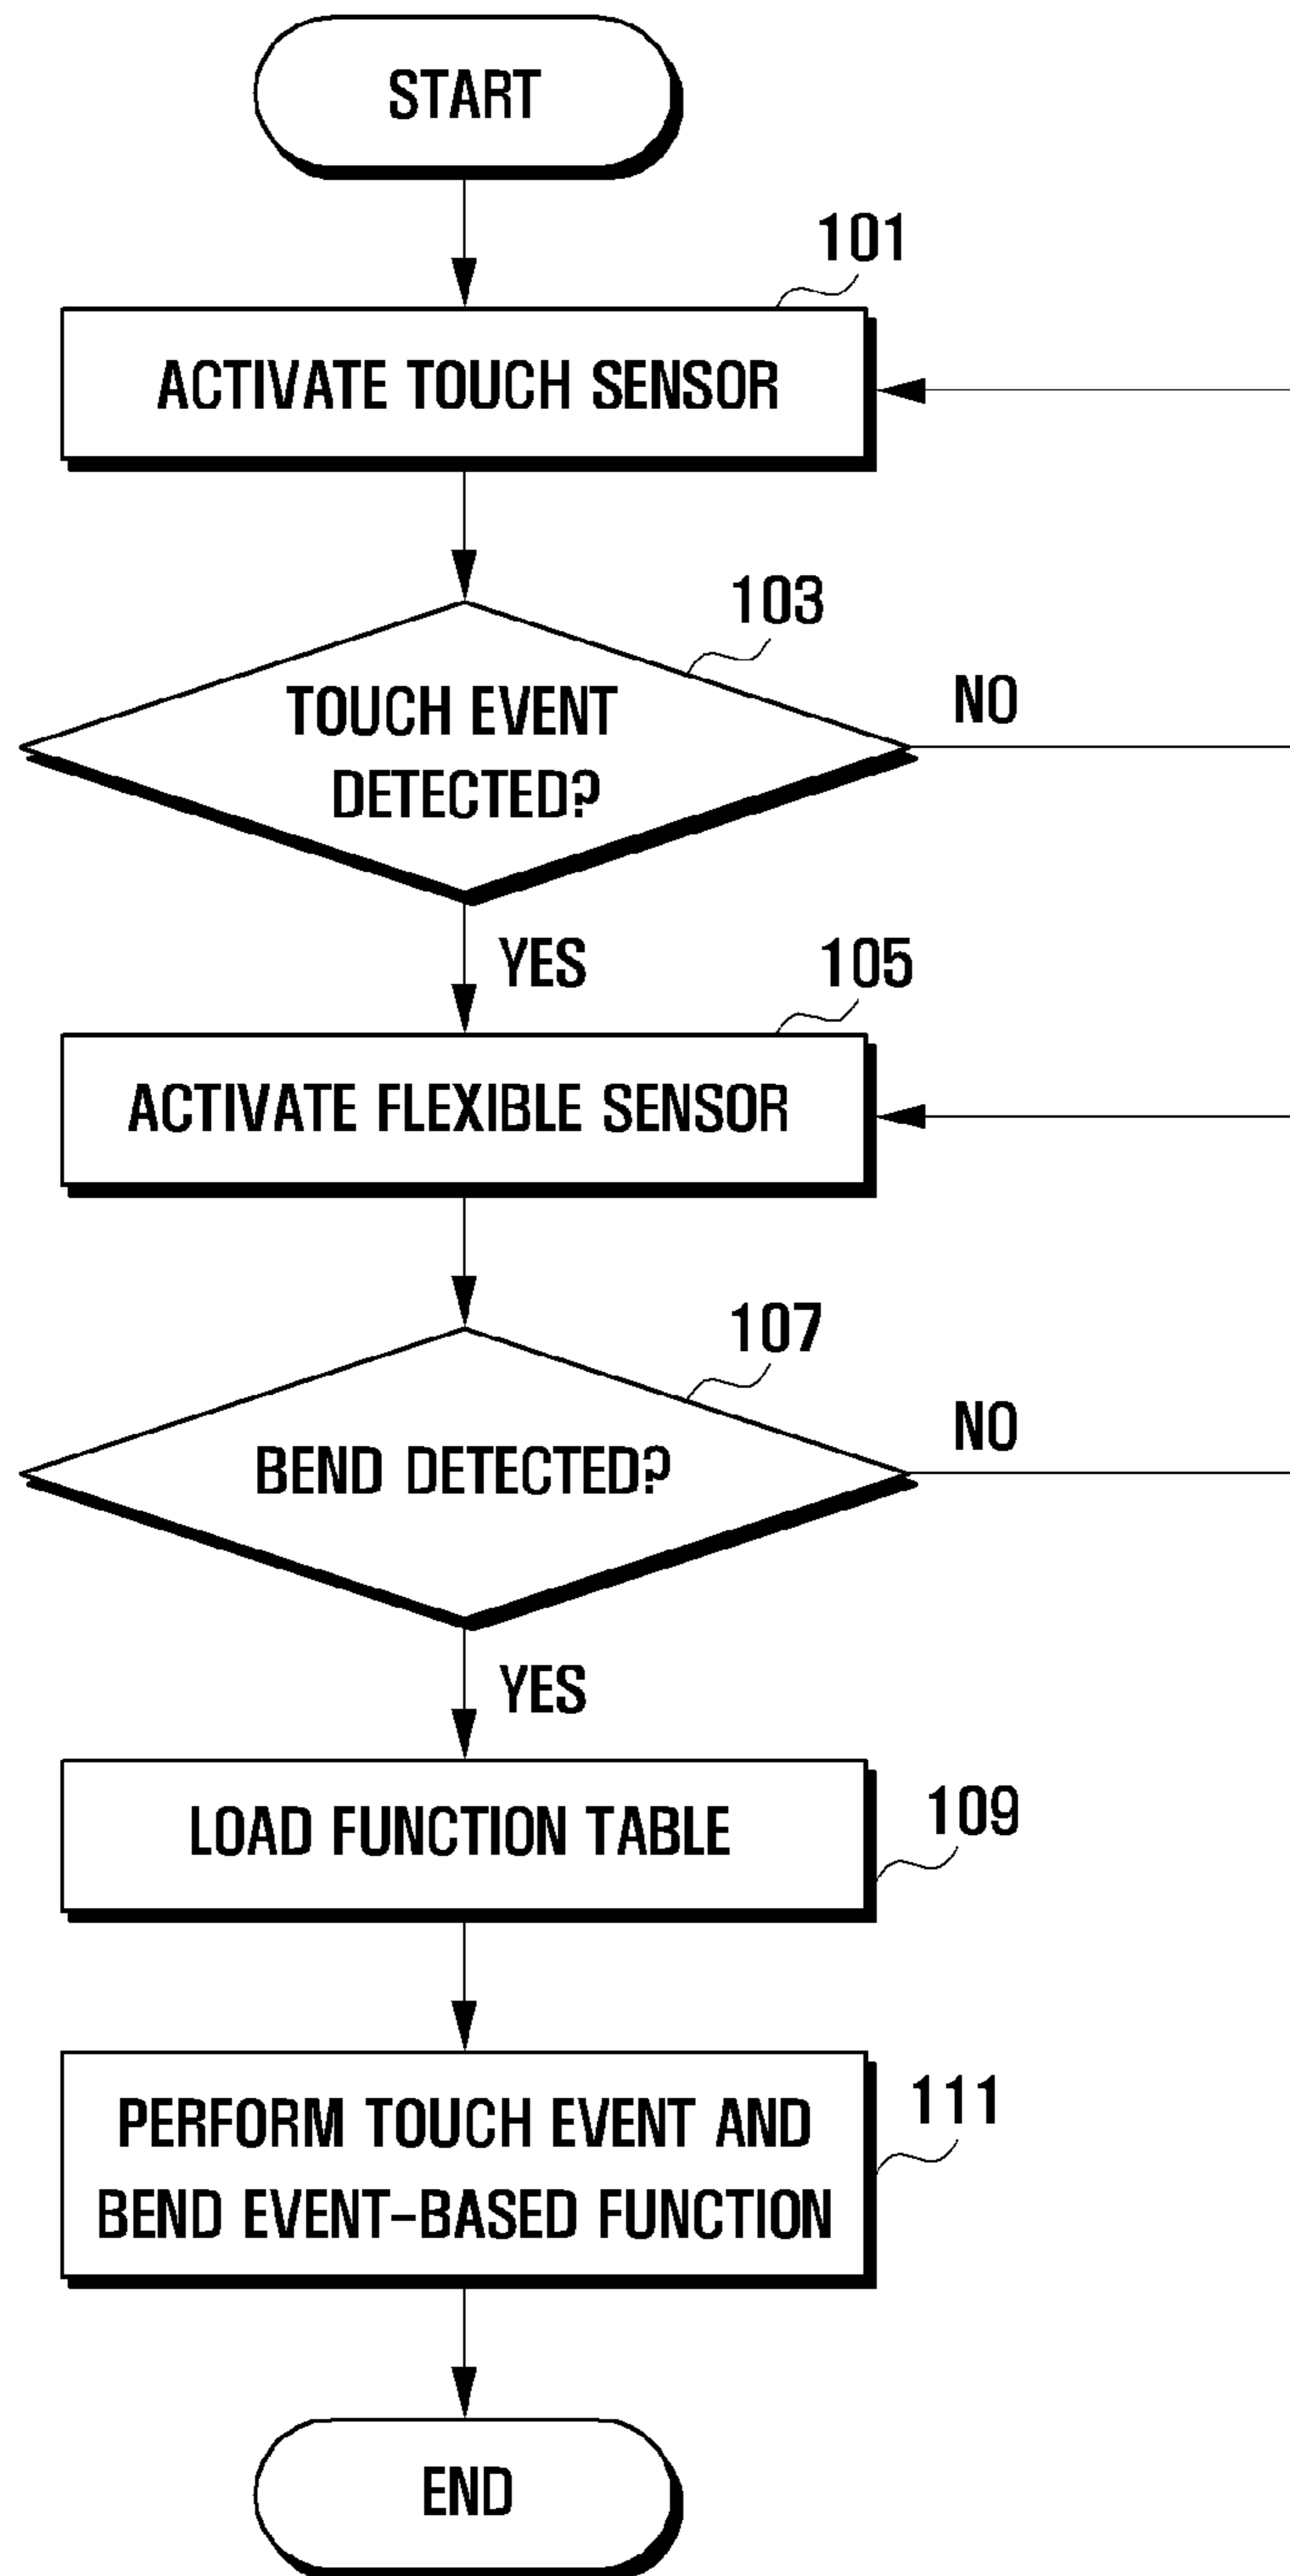 START
101
ACTIVATE TOUCH SENSOR
103
TOUCH EVENT
DETECTED?
NO
YES
105
ACTIVATE FLEXIBLE SENSOR
107
BEND DETECTED?
NO
YES
LOAD FUNCTION TABLE
109
PERFORM TOUCH EVENT AND
BEND EVENT-BASED FUNCTION
111
END